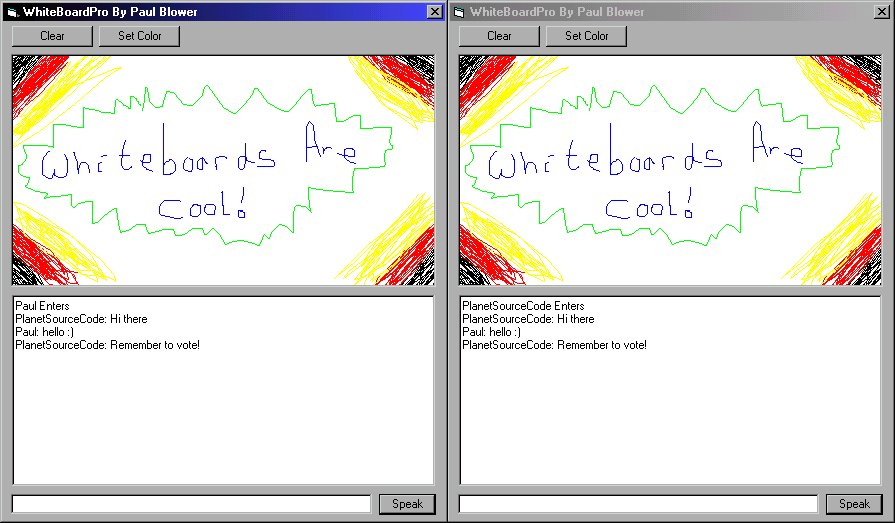 WhiteBoardPro By Paul Blower
Clear Set Color
Whiteboards Are
Cool!
Paul Enters
PlanetSourceCode: Hi there
Paul: hello :)
PlanetSourceCode: Remember to vote!
Speak
WhiteBoardPro By Paul Blower
Clear Set Color
Whiteboards Are
Cool!
PlanetSourceCode Enters
PlanetSourceCode: Hi there
Paul: hello :)
PlanetSourceCode: Remember to vote!
Speak